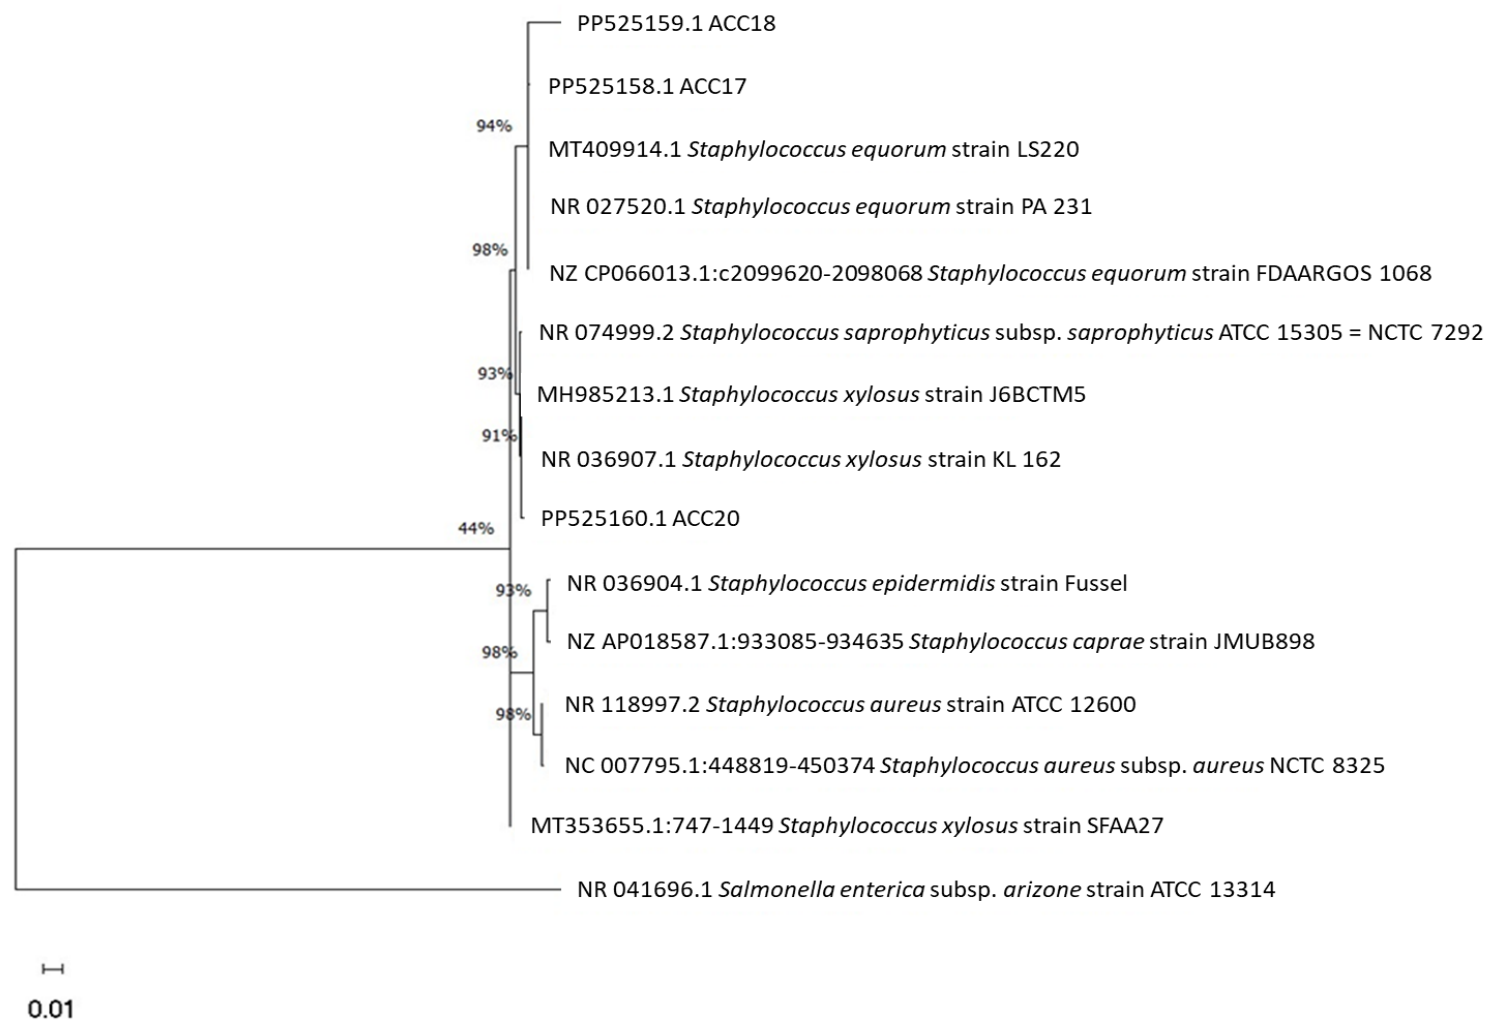 PP525159.1 ACC18
PP525158.1 ACC17
94%
MT409914.1 Staphylococcus equorum strain LS220
NR 027520.1 Staphylococcus equorum strain PA 231
98%
NZ CP066013.1:c2099620-2098068 Staphylococcus equorum strain FDAARGOS 1068
NR 074999.2 Staphylococcus saprophyticus subsp. saprophyticus ATCC 15305 = NCTC 7292
93%
MH985213.1 Staphylococcus xylosus strain J6BCTM5
91%
NR 036907.1 Staphylococcus xylosus strain KL 162
PP525160.1 ACC20
44%
93%
NR 036904.1 Staphylococcus epidermidis strain Fussel
NZ AP018587.1:933085-934635 Staphylococcus caprae strain JMUB898
98%
NR 118997.2 Staphylococcus aureus strain ATCC 12600
98%
NC 007795.1:448819-450374 Staphylococcus aureus subsp. aureus NCTC 8325
MT353655.1:747-1449 Staphylococcus xylosus strain SFAA27
NR 041696.1 Salmonella enterica subsp. arizone strain ATCC 13314
0.01